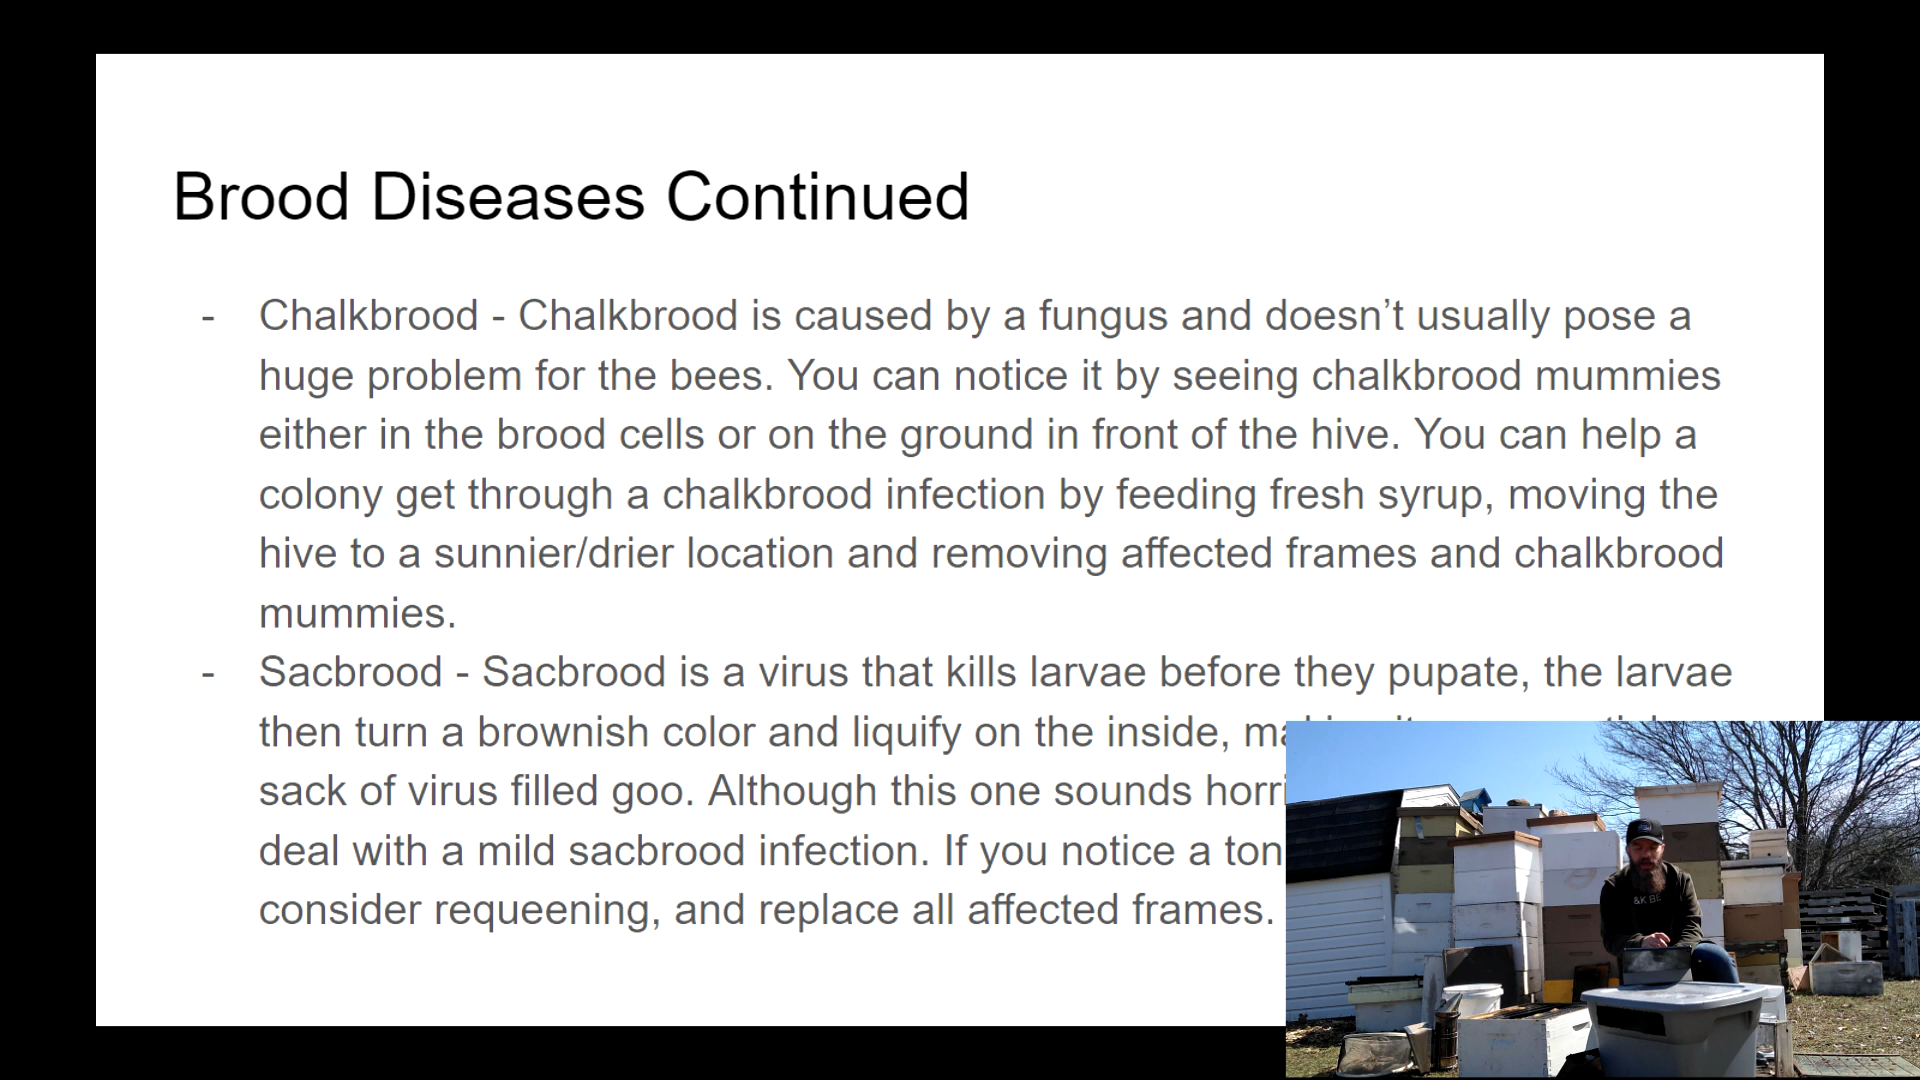 Brood Diseases Continued
- Chalkbrood - Chalkbrood is caused by a fungus and doesn’t usually pose a
huge problem for the bees. You can notice it by seeing chalkbrood mummies
either in the brood cells or on the ground in front of the hive. You can help a
colony get through a chalkbrood infection by feeding fresh syrup, moving the
hive to a sunnier/drier location and removing affected frames and chalkbrood
mummies.
- Sacbrood - Sacbrood is a virus that kills larvae before they pupate, the larvae
then turn a brownish color and liquify on the inside,
sack of virus filled goo. Although this one sounds
deal with a mild sacbrood infection. If you notice a ton
consider requeening, and replace all affected frames.
&K BE